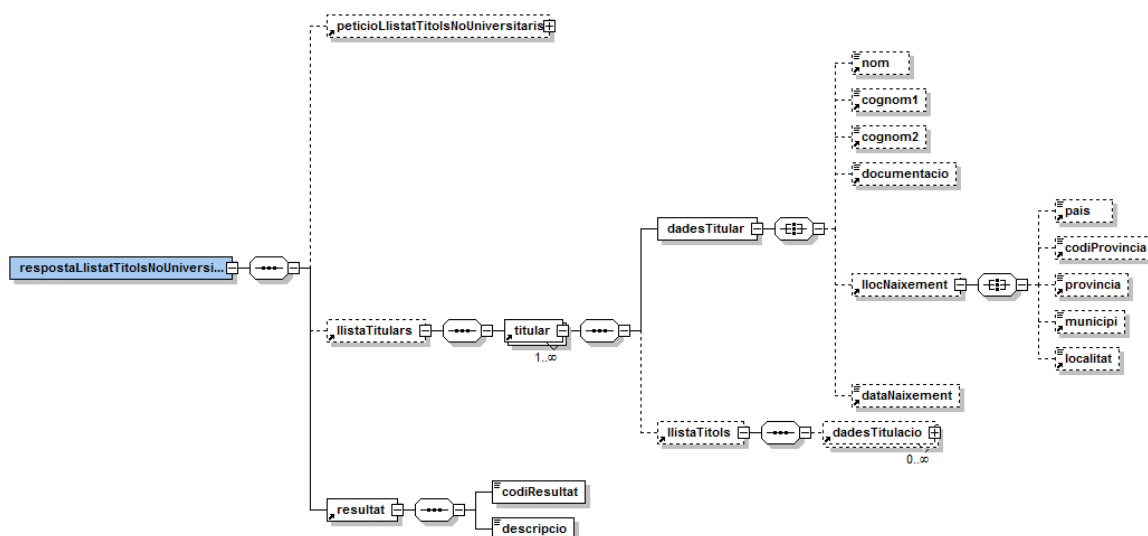 peticioLlistatTitolsNoUniversitaris
nom
cognom1
cognom2
documentacio
pais
dadesTitular
codiProvincia
respostaLlistatTitolsNoUniversi...
llocNaixement
provincia
llistaTitulars
titular
municipi
1..∞
localitat
dataNaixement
llistaTitols
dadesTitulacio
0..∞
codiResultat
resultat
descripcio